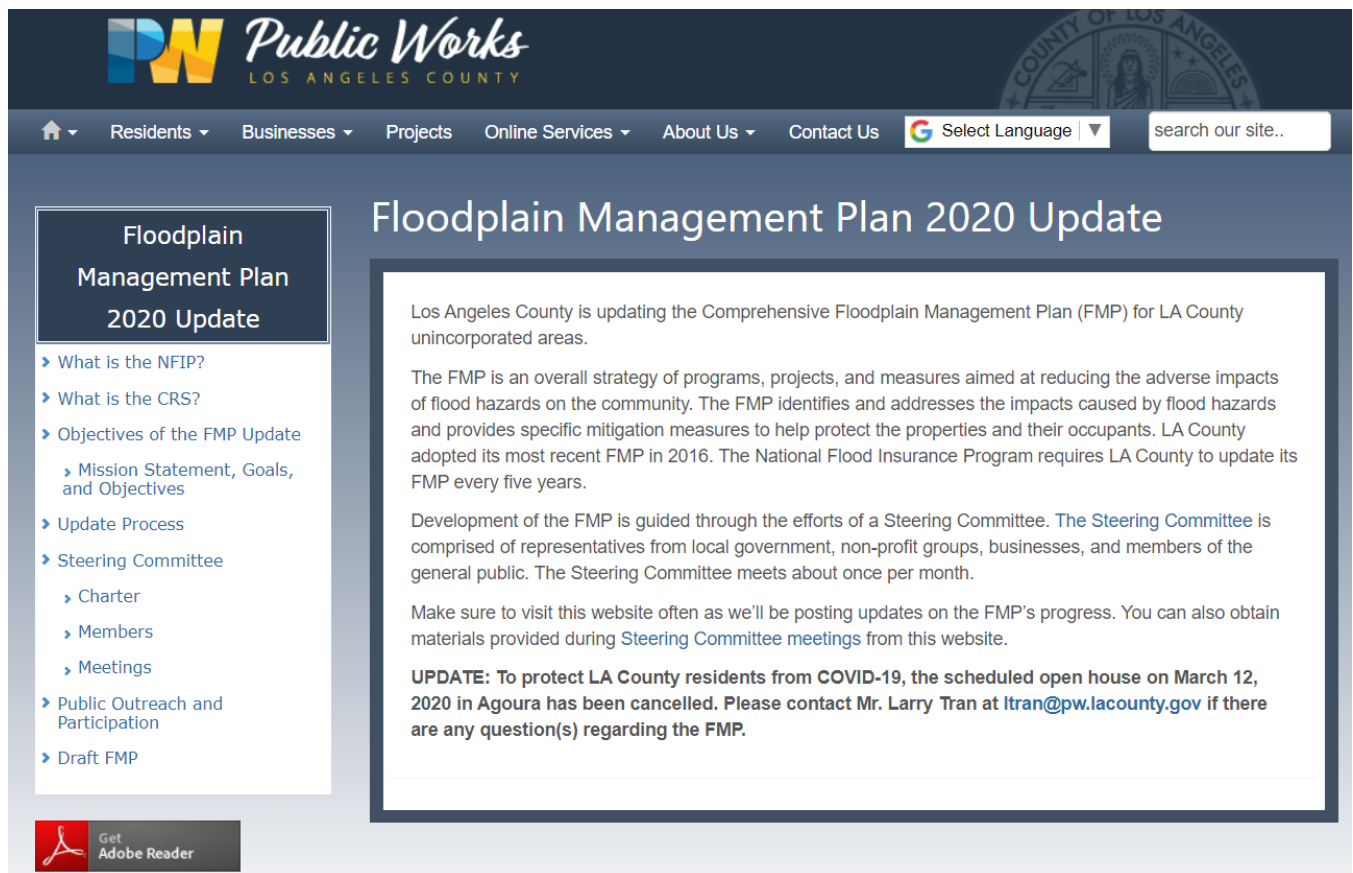 PW Public Works
LOS ANGELES COUNTY
COUNTY OF LOS ANGELES
Residents Businesses Projects Online Services About Us Contact Us G Select Language ▼ search our site..
Floodplain
Management Plan
2020 Update
What is the NFIP?
What is the CRS?
Objectives of the FMP Update
Mission Statement, Goals,
and Objectives
Update Process
Steering Committee
Charter
Members
Meetings
Public Outreach and
Participation
Draft FMP
Get
Adobe Reader
Floodplain Management Plan 2020 Update
Los Angeles County is updating the Comprehensive Floodplain Management Plan (FMP) for LA County
unincorporated areas.
The FMP is an overall strategy of programs, projects, and measures aimed at reducing the adverse impacts
of flood hazards on the community. The FMP identifies and addresses the impacts caused by flood hazards
and provides specific mitigation measures to help protect the properties and their occupants. LA County
adopted its most recent FMP in 2016. The National Flood Insurance Program requires LA County to update its
FMP every five years.
Development of the FMP is guided through the efforts of a Steering Committee. The Steering Committee is
comprised of representatives from local government, non-profit groups, businesses, and members of the
general public. The Steering Committee meets about once per month.
Make sure to visit this website often as we'll be posting updates on the FMP's progress. You can also obtain
materials provided during Steering Committee meetings from this website.
UPDATE: To protect LA County residents from COVID-19, the scheduled open house on March 12,
2020 in Agoura has been cancelled. Please contact Mr. Larry Tran at ltran@pw.lacounty.gov if there
are any question(s) regarding the FMP.